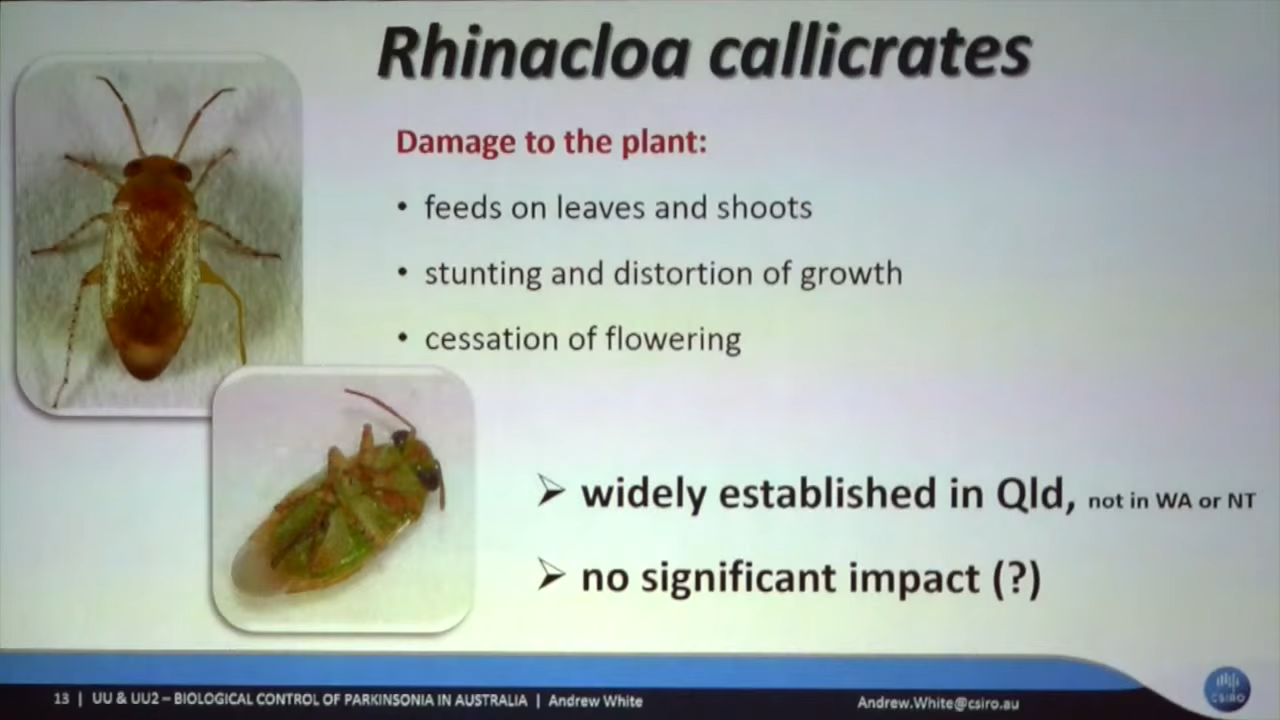 Rhinacloa callicrates
Damage to the plant:
• feeds on leaves and shoots
• stunting and distortion of growth
• cessation of flowering
➢ widely established in Qld, not in WA or NT
➢ no significant impact (?)
13 | UU & UU2 – BIOLOGICAL CONTROL OF PARKINSONIA IN AUSTRALIA | Andrew White
Andrew.White@csiro.au
CSIRO